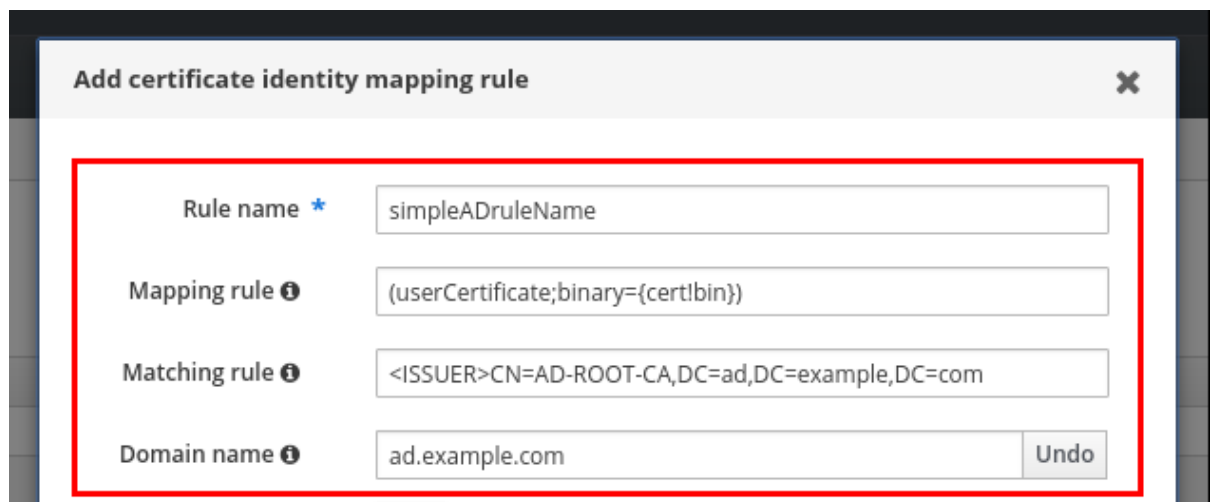 Add certificate identity mapping rule
Rule name * simpleADruleName
Mapping rule (userCertificate;binary={cert!bin})
Matching rule <ISSUER>CN=AD-ROOT-CA,DC=ad,DC=example,DC=com
Domain name ad.example.com Undo